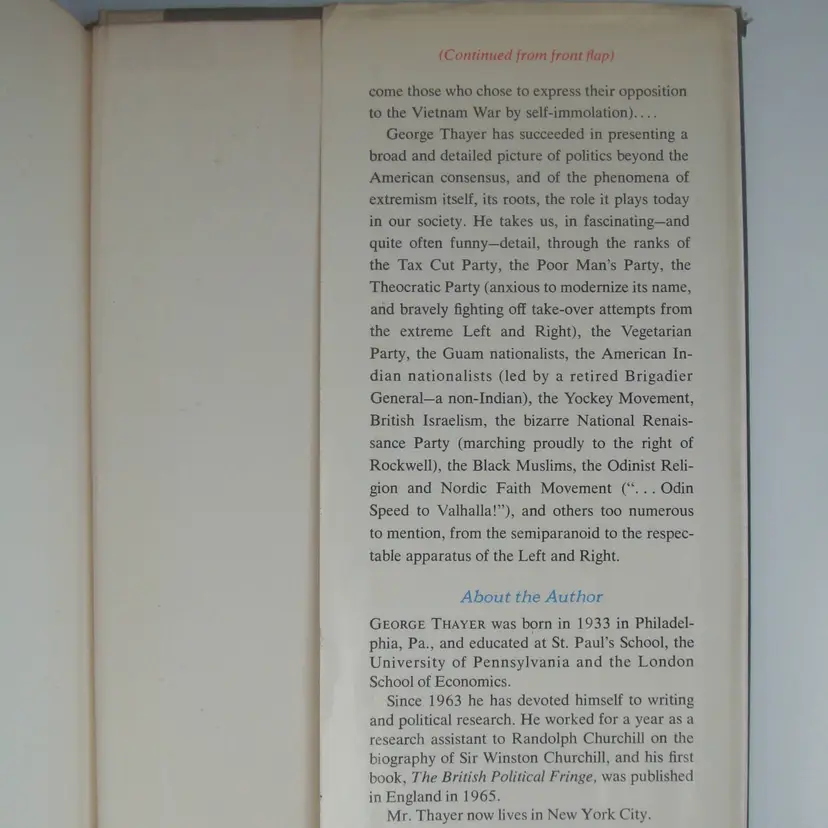 (Continued from front flap)
come those who chose to express their opposition
to the Vietnam War by self-immolation)....
George Thayer has succeeded in presenting a
broad and detailed picture of politics beyond the
American consensus, and of the phenomena of
extremism itself, its roots, the role it plays today
in our society. He takes us, in fascinating—and
quite often funny—detail, through the ranks of
the Tax Cut Party, the Poor Man's Party, the
Theocratic Party (anxious to modernize its name,
and bravely fighting off take-over attempts from
the extreme Left and Right), the Vegetarian
Party, the Guam nationalists, the American In-
dian nationalists (led by a retired Brigadier
General—a non-Indian), the Yockey Movement,
British Israelism, the bizarre National Renais-
sance Party (marching proudly to the right of
Rockwell), the Black Muslims, the Odinist Reli-
gion and Nordic Faith Movement (“... Odin
Speed to Valhalla!”), and others too numerous
to mention, from the semiparanoid to the respec-
table apparatus of the Left and Right.
About the Author
GEORGE THAYER was born in 1933 in Philadel-
phia, Pa., and educated at St. Paul's School, the
University of Pennsylvania and the London
School of Economics.
Since 1963 he has devoted himself to writing
and political research. He worked for a year as a
research assistant to Randolph Churchill on the
biography of Sir Winston Churchill, and his first
book, The British Political Fringe, was published
in England in 1965.
Mr. Thayer now lives in New York City.